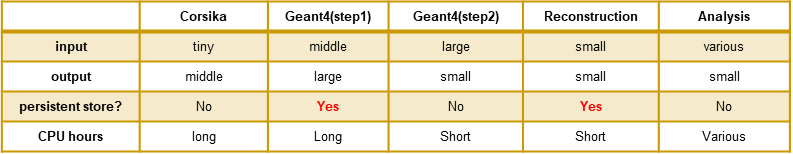 Corsika Geant4(step1) Geant4(step2) Reconstruction Analysis
input tiny middle large small various
output middle large small small small
persistent store? No Yes No Yes No
CPU hours long Long Short Short Various